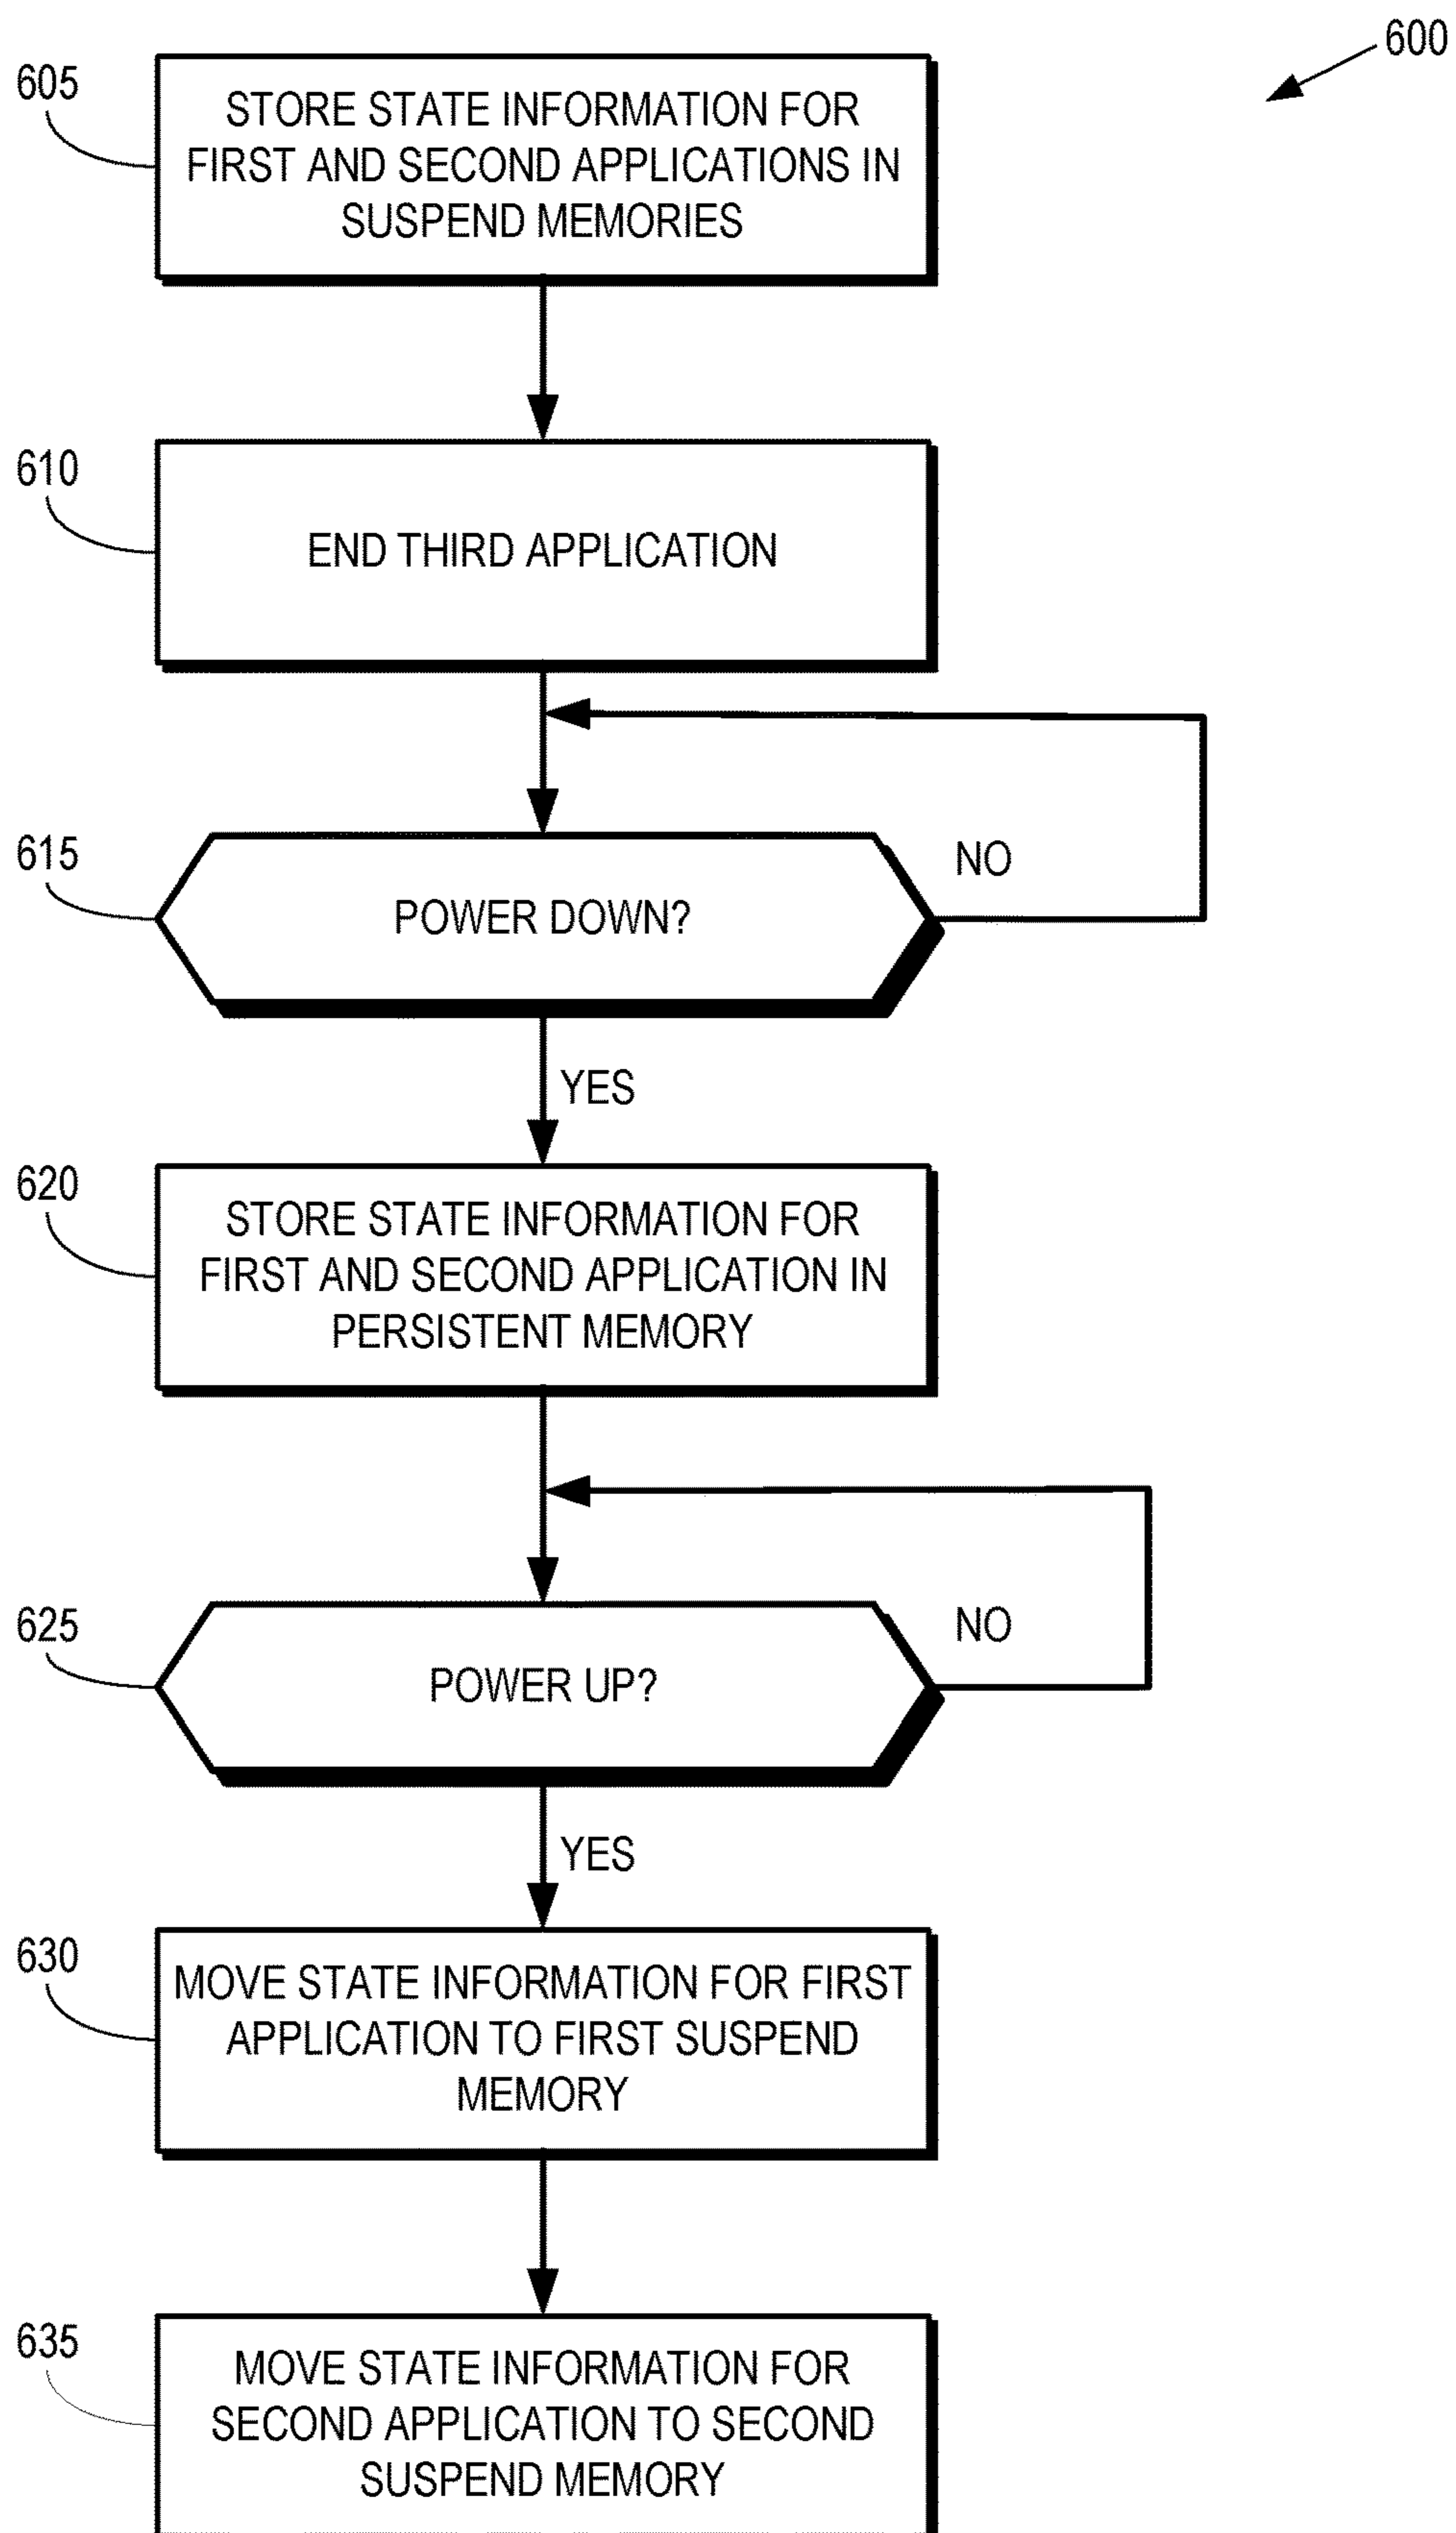 600
605
STORE STATE INFORMATION FOR
FIRST AND SECOND APPLICATIONS IN
SUSPEND MEMORIES
610
END THIRD APPLICATION
615
POWER DOWN?
NO
YES
620
STORE STATE INFORMATION FOR
FIRST AND SECOND APPLICATION IN
PERSISTENT MEMORY
625
POWER UP?
NO
YES
630
MOVE STATE INFORMATION FOR FIRST
APPLICATION TO FIRST SUSPEND
MEMORY
635
MOVE STATE INFORMATION FOR
SECOND APPLICATION TO SECOND
SUSPEND MEMORY